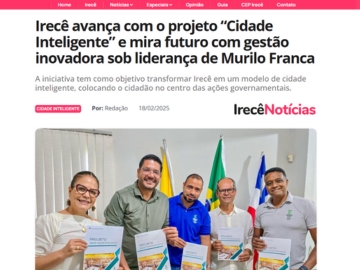 Home Irecê Notícias Especiais Opinião Guia CEP Irecê Contato
Irecê avança com o projeto “Cidade
Inteligente” e mira futuro com gestão
inovadora sob liderança de Murilo Franca
A iniciativa tem como objetivo transformar Irecê em um modelo de cidade
inteligente, colocando o cidadão no centro das ações governamentais.
CIDADE INTELIGENTE Por: Redação 18/02/2025 IrecêNotícias
PROJETO